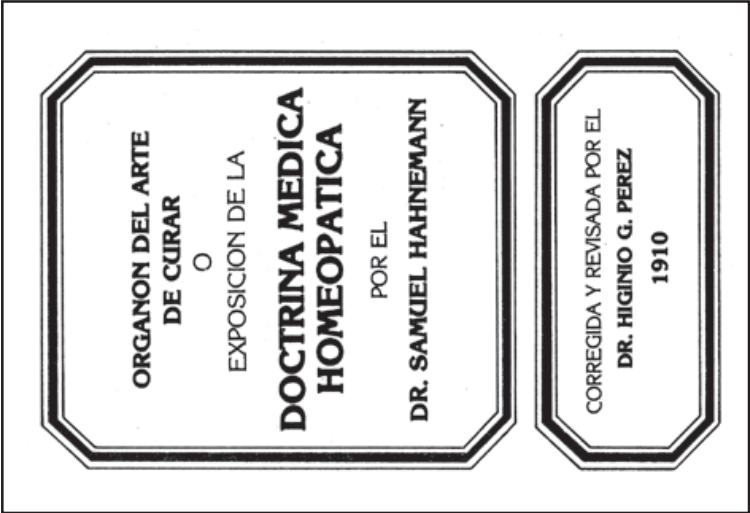 ORGANON DEL ARTE
DE CURAR
O
EXPOSICION DE LA
DOCTRINA MEDICA
HOMEOPATICA
POR EL
DR. SAMUEL HAHNEMANN
CORREGIDA Y REVISADA POR EL
DR. HIGINIO G. PEREZ
1910